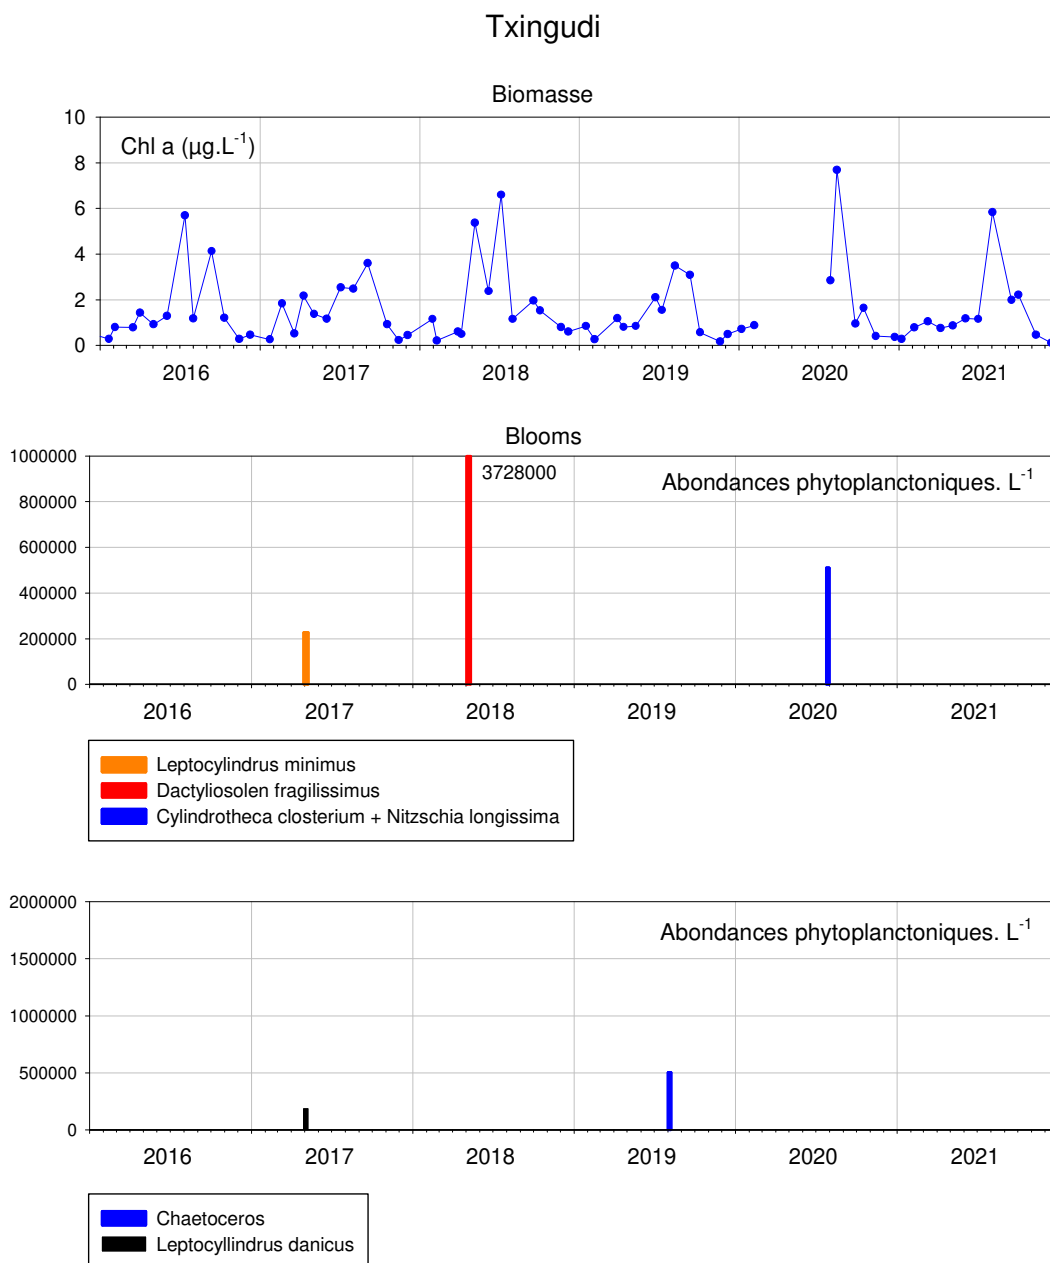 Txingudi
Biomasse
Chl a (µg.L-1)
10
8
6
4
2
0
2016 2017 2018 2019 2020 2021
Blooms
Abondances phytoplanctoniques. L-1
3728000
1000000
800000
600000
400000
200000
0
2016 2017 2018 2019 2020 2021
Leptocylindrus minimus
Dactyliosolen fragilissimus
Cylindrotheca closterium + Nitzschia longissima
Abondances phytoplanctoniques. L-1
2000000
1500000
1000000
500000
0
2016 2017 2018 2019 2020 2021
Chaetoceros
Leptocyllindrus danicus